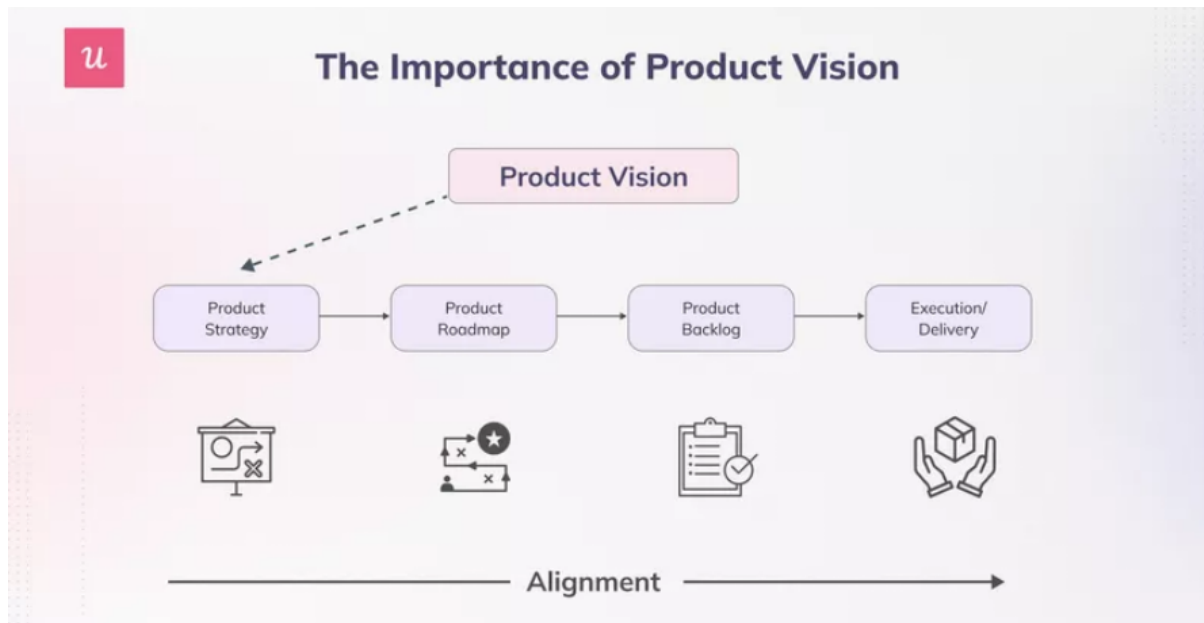 u
The Importance of Product Vision
Product Vision
Product
Strategy
Product
Roadmap
Product
Backlog
Execution/
Delivery
Alignment